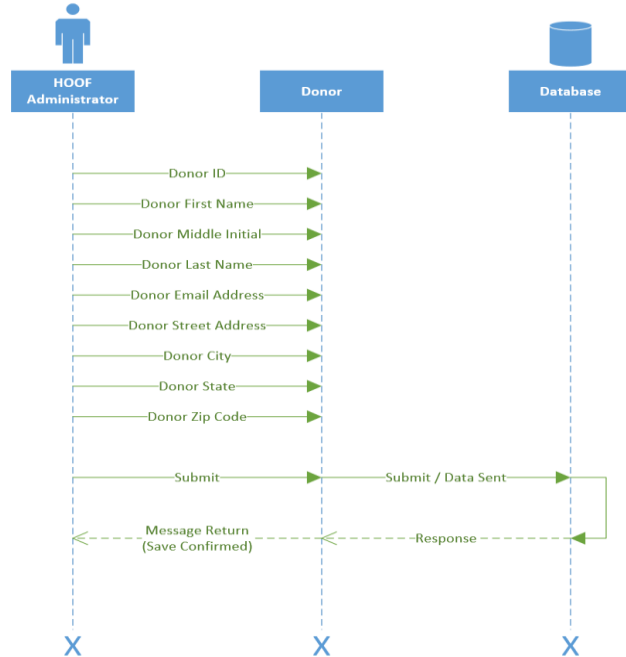 HOOF
Administrator
Donor
Database
Donor ID
Donor First Name
Donor Middle Initial
Donor Last Name
Donor Email Address
Donor Street Address
Donor City
Donor State
Donor Zip Code
Submit
Submit / Data Sent
Message Return
(Save Confirmed)
Response
X
X
X